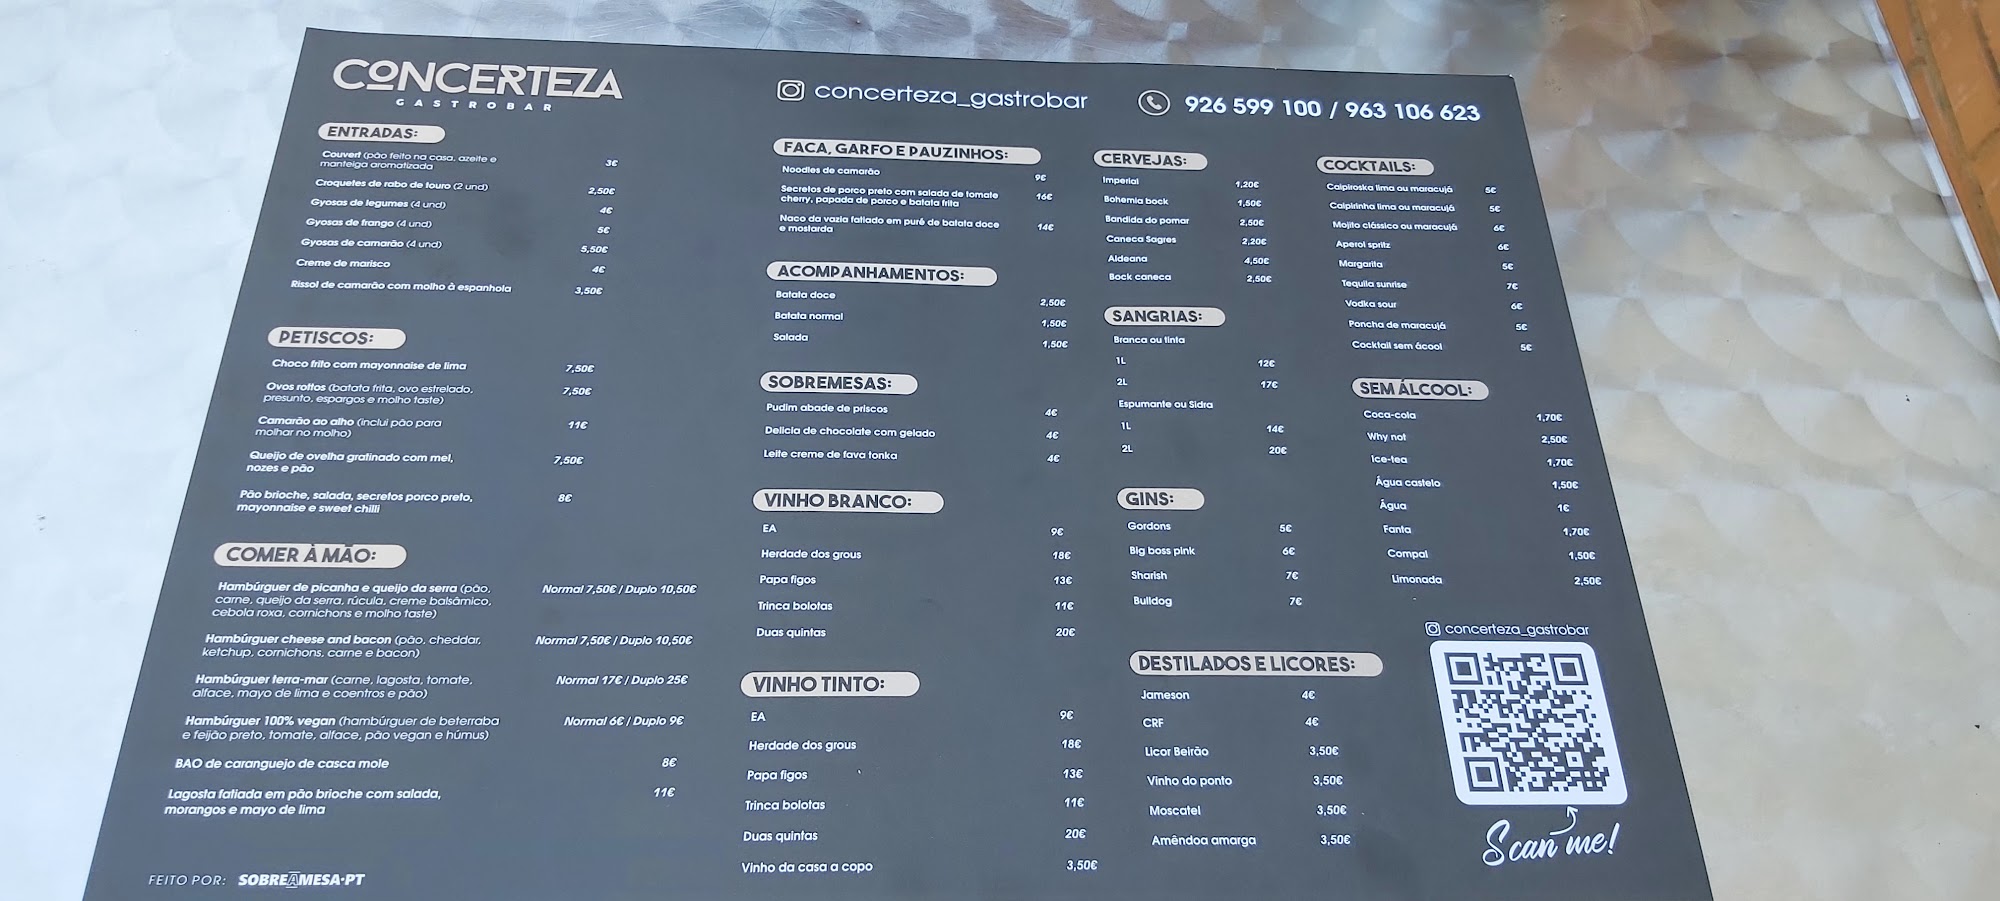 CONCERTEZA
GASTROBAR
concerteza_gastrobar
926 599 100 / 963 106 623
ENTRADAS:
Couvert (pão feito na casa, azeite e
manteiga aromatizada 3€
Croquetes de rabo de touro (2 und) 2,50€
Gyosas de legumes (4 und) 4€
Gyosas de frango (4 und) 5€
Gyosas de camarão (4 und) 5,50€
Creme de marisco 4€
Rissol de camarão com molho à espanhola 3,50€
PETISCOS:
Choco frito com mayonnaise de lima 7,50€
Ovos rottos (batata frita, ovo estrelado,
presunto, espargos e molho taste) 7,50€
Camarão ao alho (inclui pão para
molhar no molho) 11€
Queijo de ovelha gratinado com mel,
nozes e pão 7,50€
Pão brioche, salada, secretos porco preto,
mayonnaise e sweet chilli 8€
COMER À MÃO:
Hambúrguer de picanha e queijo da serra (pão,
carne, queijo da serra, rúcula, creme balsâmico,
cebola roxa, cornichons e molho taste) Normal 7,50€ / Duplo 10,50€
Hambúrguer cheese and bacon (pão, cheddar,
ketchup, cornichons, carne e bacon) Normal 7,50€ / Duplo 10,50€
Hambúrguer terra-mar (carne, lagosta, tomate,
alface, mayo de lima e coentros e pão) Normal 17€ / Duplo 25€
Hambúrguer 100% vegan (hambúrguer de beterraba
e feijão preto, tomate, alface, pão vegan e húmus) Normal 6€ / Duplo 9€
BAO de caranguejo de casca mole 8€
Lagosta fatiada em pão brioche com salada,
morangos e mayo de lima 11€
FEITO POR: SOBREÀMESA·PT
FACA, GARFO E PAUZINHOS:
Noodles de camarão 9€
Secretos de porco preto com salada de tomate
cherry, papada de porco e batata frita 16€
Naco da vazia fatiado em puré de batata doce
e mostarda 14€
ACOMPANHAMENTOS:
Batata doce 2,50€
Batata normal 1,50€
Salada 1,50€
SOBREMESAS:
Pudim abade de priscos 4€
Delicia de chocolate com gelado 4€
Leite creme de fava tonka 4€
VINHO BRANCO:
EA 9€
Herdade dos grous 18€
Papa figos 13€
Trinca bolotas 11€
Duas quintas 20€
VINHO TINTO:
EA 9€
Herdade dos grous 18€
Papa figos 13€
Trinca bolotas 11€
Duas quintas 20€
Vinho da casa a copo 3,50€
CERVEJAS:
Imperial 1,20€
Bohemia bock 1,50€
Bandida do pomar 2,50€
Caneca Sagres 2,20€
Aldeana 4,50€
Bock caneca 2,50€
SANGRIAS:
Branca ou tinta
1L 12€
2L 17€
Espumante ou Sidra
1L 14€
2L 20€
GINS:
Gordons 5€
Big boss pink 6€
Sharish 7€
Bulldog 7€
DESTILADOS E LICORES:
Jameson 4€
CRF 4€
Licor Beirão 3,50€
Vinho do ponto 3,50€
Moscatel 3,50€
Amêndoa amarga 3,50€
COCKTAILS:
Caipiroska lima ou maracujá 5€
Caipirinha lima ou maracujá 5€
Mojito clássico ou maracujá 6€
Aperol spritz 6€
Margarita 5€
Tequila sunrise 7€
Vodka sour 6€
Poncha de maracujá 5€
Cocktail sem ácool 5€
SEM ÁLCOOL:
Coca-cola 1,70€
Why not 2,50€
Ice-tea 1,70€
Água castelo 1,50€
Água 1€
Fanta 1,70€
Compal 1,50€
Limonada 2,50€
concerteza_gastrobar
Scan me!